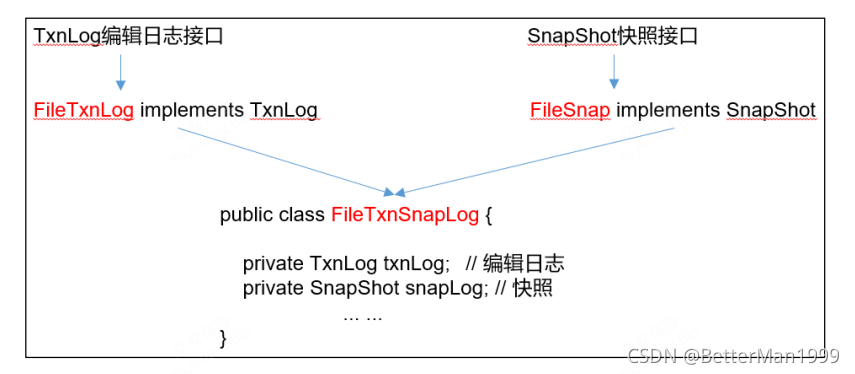 TxnLog编辑日志接口
SnapShot快照接口
FileTxnLog implements TxnLog
FileSnap implements SnapShot
public class FileTxnSnapLog {
private TxnLog txnLog; // 编辑日志
private SnapShot snapLog; // 快照
... ...
}
CSDN @BetterMan1999